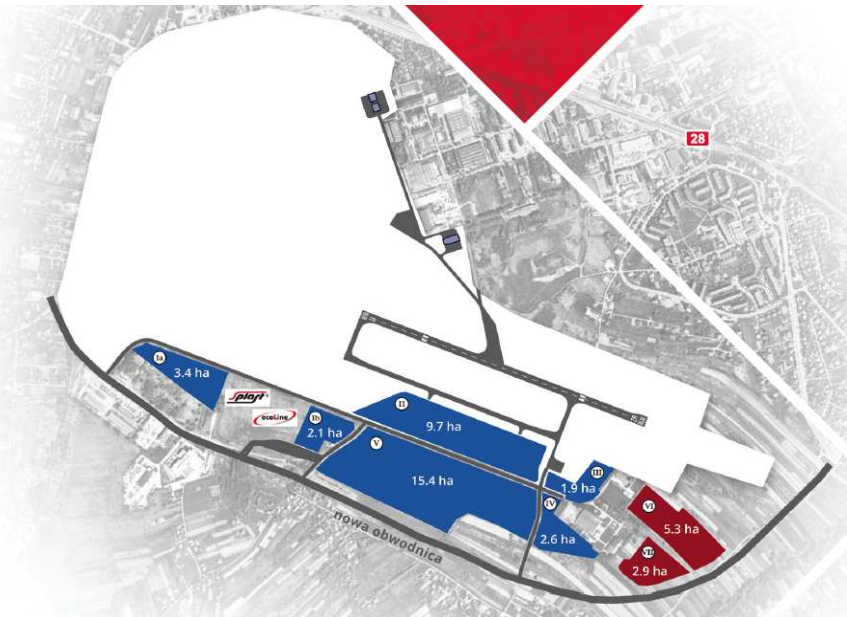 28
Ia
3.4 ha
Splast
ecoLine
Ib
2.1 ha
II
9.7 ha
V
15.4 ha
III
1.9 ha
IV
2.6 ha
VI
5.3 ha
VII
2.9 ha
nowa obwodnica